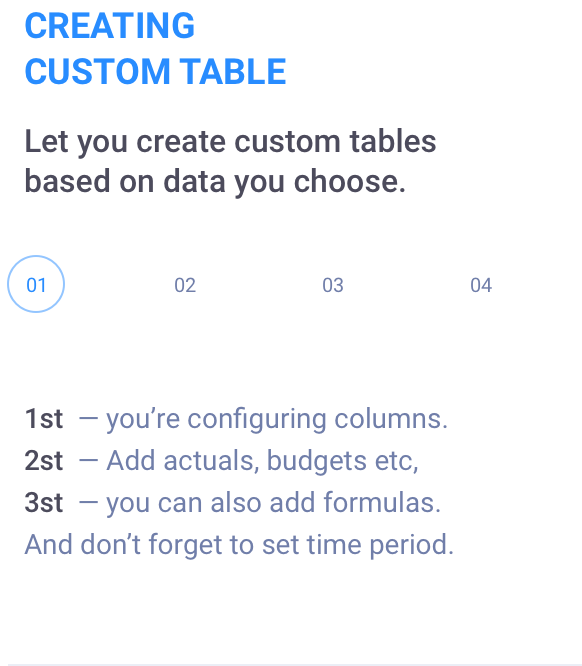 CREATING
CUSTOM TABLE
Let you create custom tables
based on data you choose.
01 02 03 04
1st — you’re configuring columns.
2st — Add actuals, budgets etc,
3st — you can also add formulas.
And don’t forget to set time period.